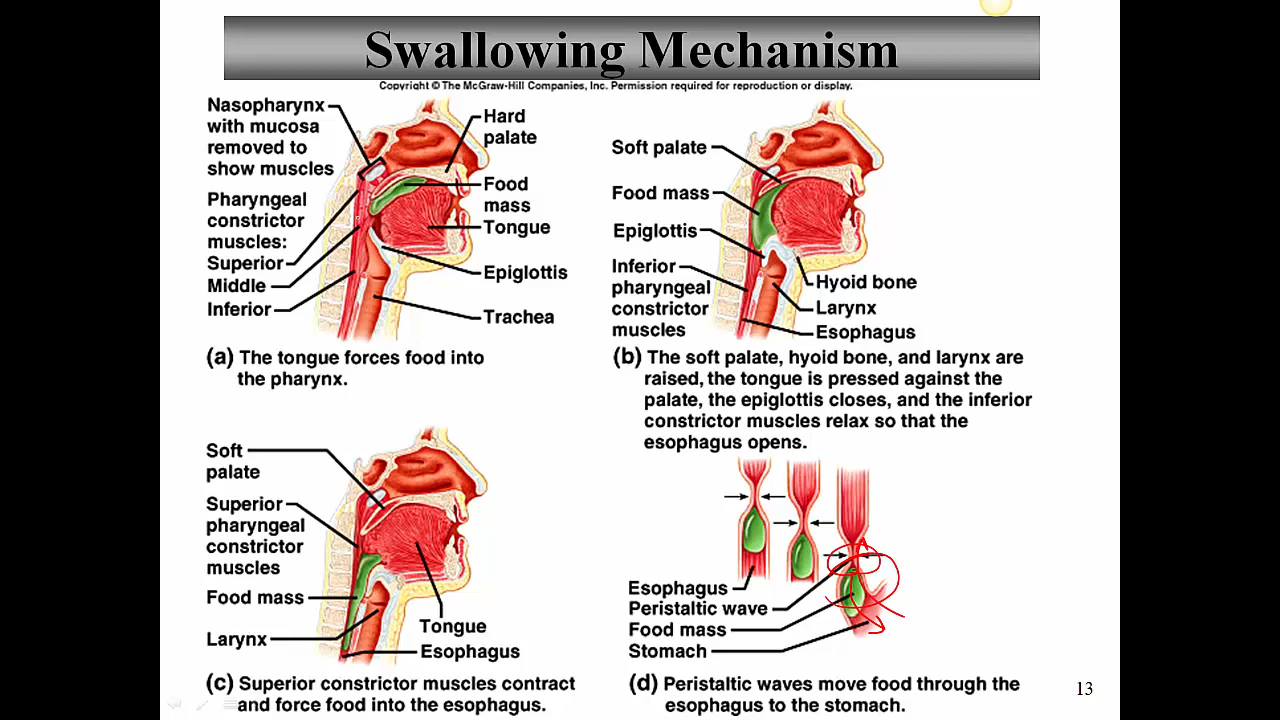 Swallowing Mechanism
Copyright © The McGraw-Hill Companies, Inc. Permission required for reproduction or display.
Nasopharynx
with mucosa
removed to
show muscles
Pharyngeal
constrictor
muscles:
Superior
Middle
Inferior
Hard
palate
Food
mass
Tongue
Epiglottis
Trachea
(a) The tongue forces food into
the pharynx.
Soft palate
Food mass
Epiglottis
Inferior
pharyngeal
constrictor
muscles
Hyoid bone
Larynx
Esophagus
(b) The soft palate, hyoid bone, and larynx are
raised, the tongue is pressed against the
palate, the epiglottis closes, and the inferior
constrictor muscles relax so that the
esophagus opens.
Soft
palate
Superior
pharyngeal
constrictor
muscles
Food mass
Larynx
Tongue
Esophagus
(c) Superior constrictor muscles contract
and force food into the esophagus.
Esophagus
Peristaltic wave
Food mass
Stomach
(d) Peristaltic waves move food through the
esophagus to the stomach.
13